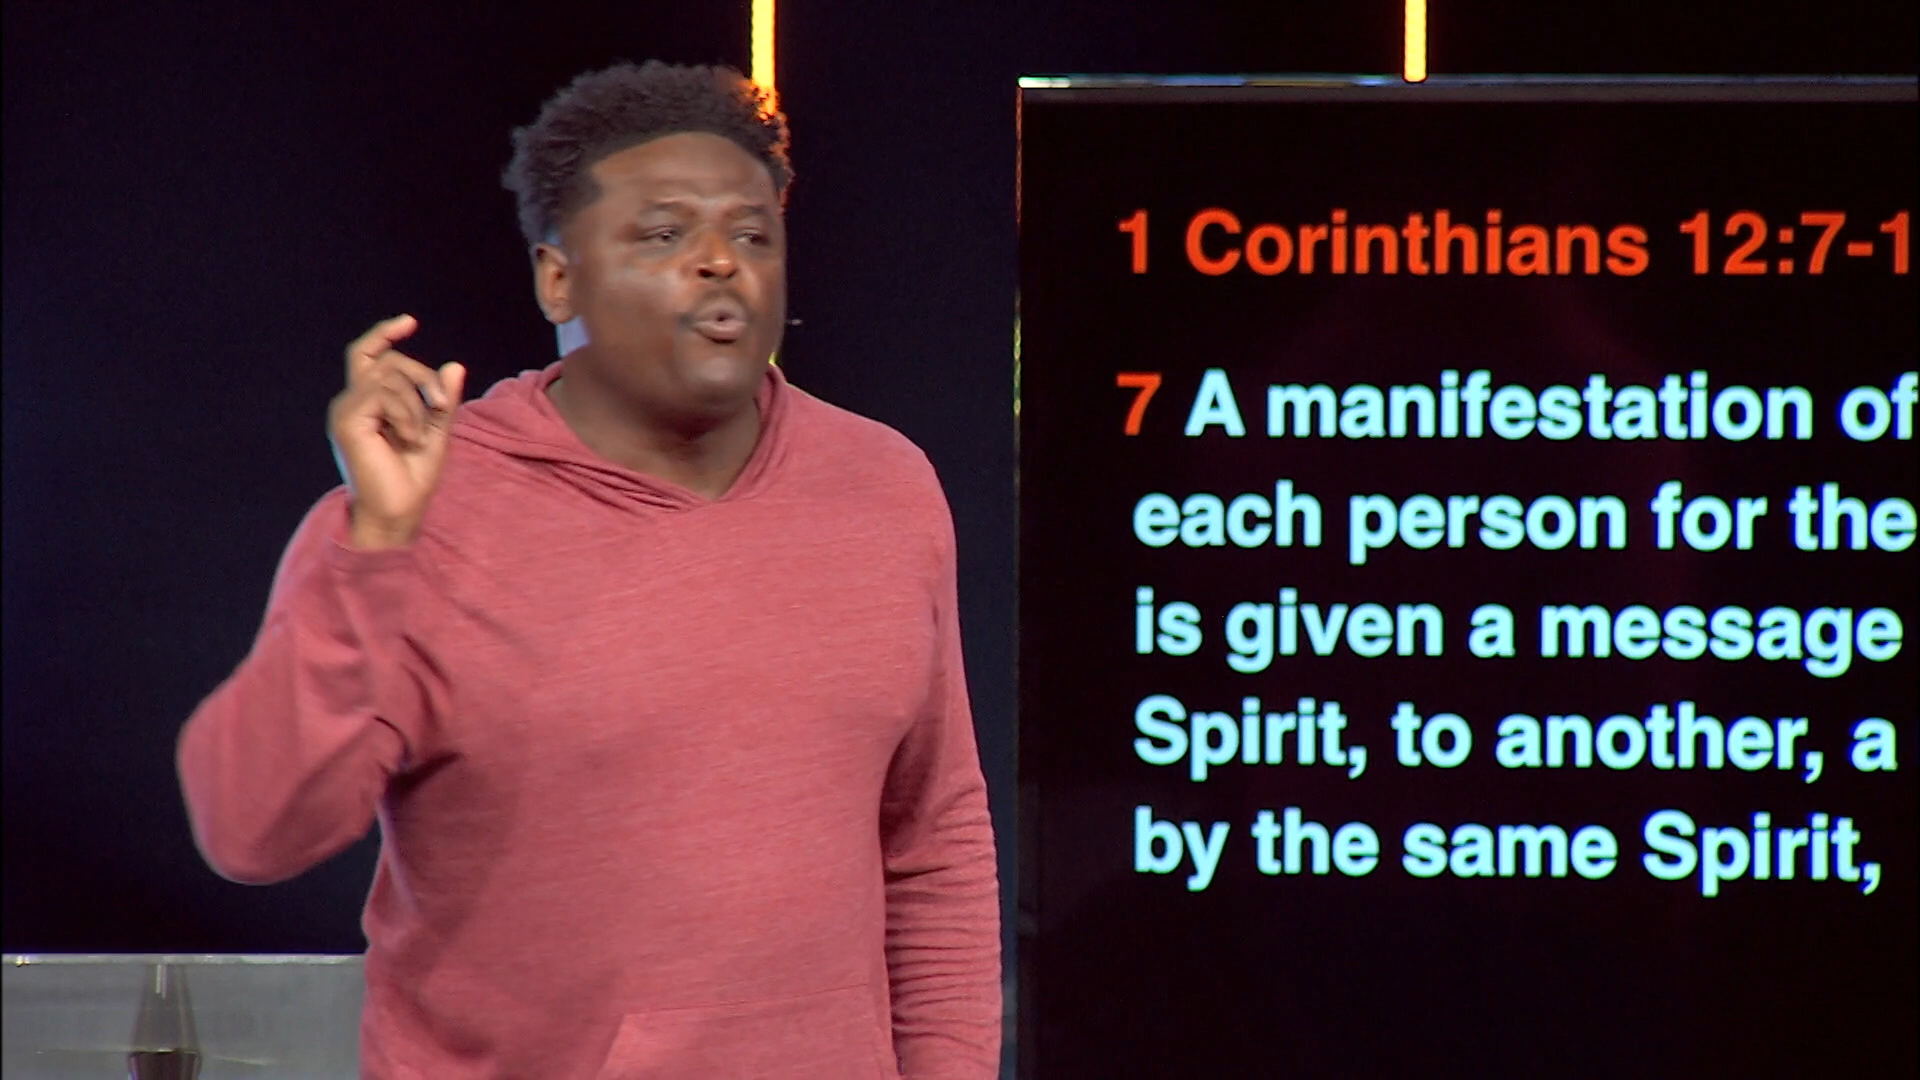 1 Corinthians 12:7-1
7 A manifestation of
each person for the
is given a message
Spirit, to another, a
by the same Spirit,